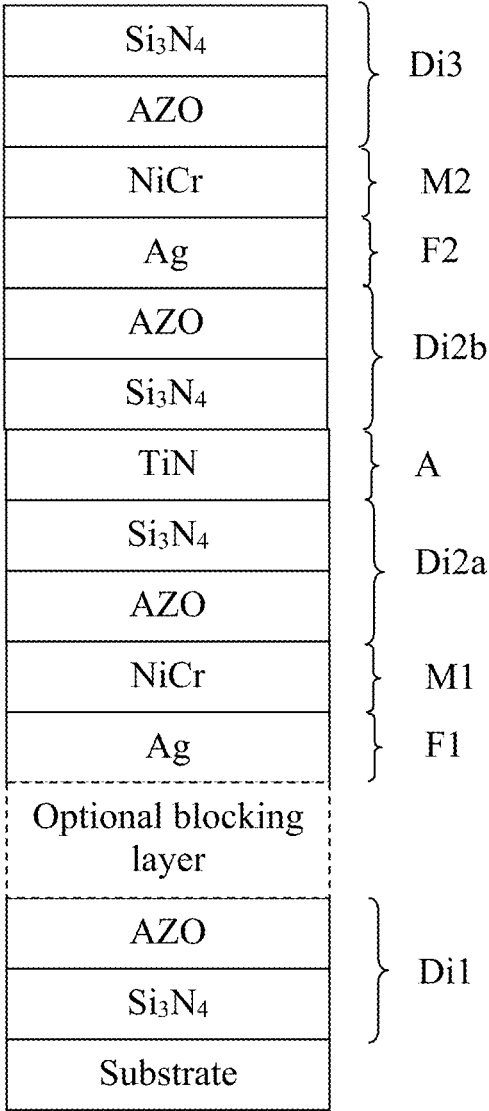 Si₃N₄
Di3
AZO
NiCr
M2
Ag
F2
AZO
Di2b
Si₃N₄
TiN
A
Si₃N₄
Di2a
AZO
NiCr
M1
Ag
F1
Optional blocking
layer
AZO
Di1
Si₃N₄
Substrate